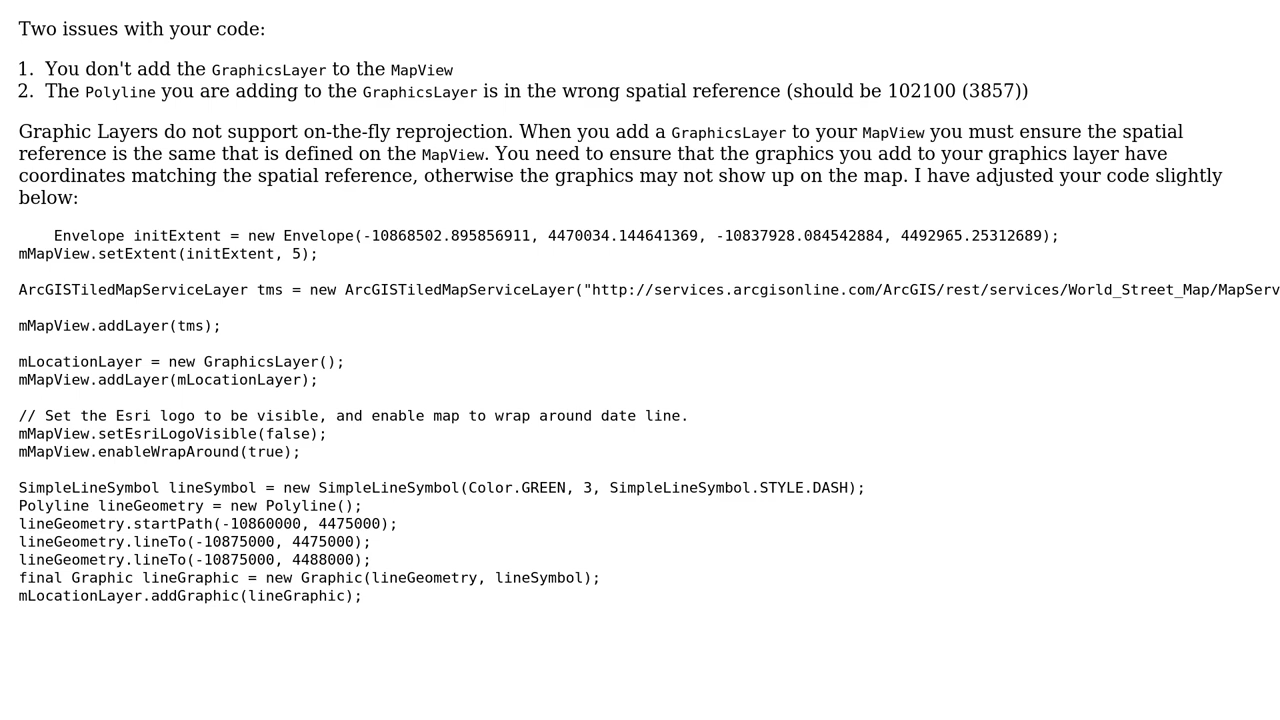 Two issues with your code:
1. You don't add the GraphicsLayer to the MapView
2. The Polyline you are adding to the GraphicsLayer is in the wrong spatial reference (should be 102100 (3857))
Graphic Layers do not support on-the-fly reprojection. When you add a GraphicsLayer to your MapView you must ensure the spatial
reference is the same that is defined on the MapView. You need to ensure that the graphics you add to your graphics layer have
coordinates matching the spatial reference, otherwise the graphics may not show up on the map. I have adjusted your code slightly
below:
    Envelope initExtent = new Envelope(-10868502.895856911, 4470034.144641369, -10837928.084542884, 4492965.25312689);
mMapView.setExtent(initExtent, 5);
ArcGISTiledMapServiceLayer tms = new ArcGISTiledMapServiceLayer("http://services.arcgisonline.com/ArcGIS/rest/services/World_Street_Map/MapServ
mMapView.addLayer(tms);
mLocationLayer = new GraphicsLayer();
mMapView.addLayer(mLocationLayer);
// Set the Esri logo to be visible, and enable map to wrap around date line.
mMapView.setEsriLogoVisible(false);
mMapView.enableWrapAround(true);
SimpleLineSymbol lineSymbol = new SimpleLineSymbol(Color.GREEN, 3, SimpleLineSymbol.STYLE.DASH);
Polyline lineGeometry = new Polyline();
lineGeometry.startPath(-10860000, 4475000);
lineGeometry.lineTo(-10875000, 4475000);
lineGeometry.lineTo(-10875000, 4488000);
final Graphic lineGraphic = new Graphic(lineGeometry, lineSymbol);
mLocationLayer.addGraphic(lineGraphic);